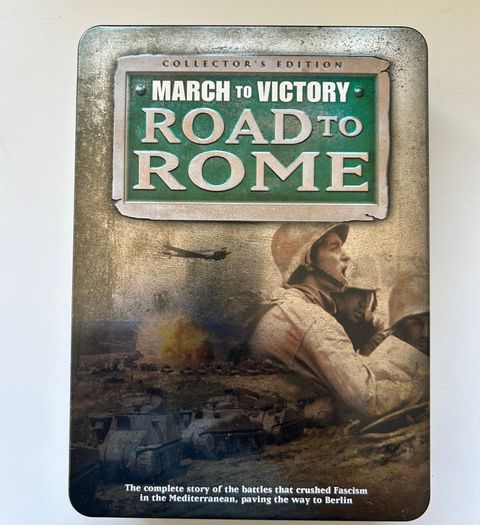 COLLECTOR'S EDITION
MARCH TO VICTORY
ROAD TO
ROME
The complete story of the battles that crushed Fascism
in the Mediterranean, paving the way to Berlin